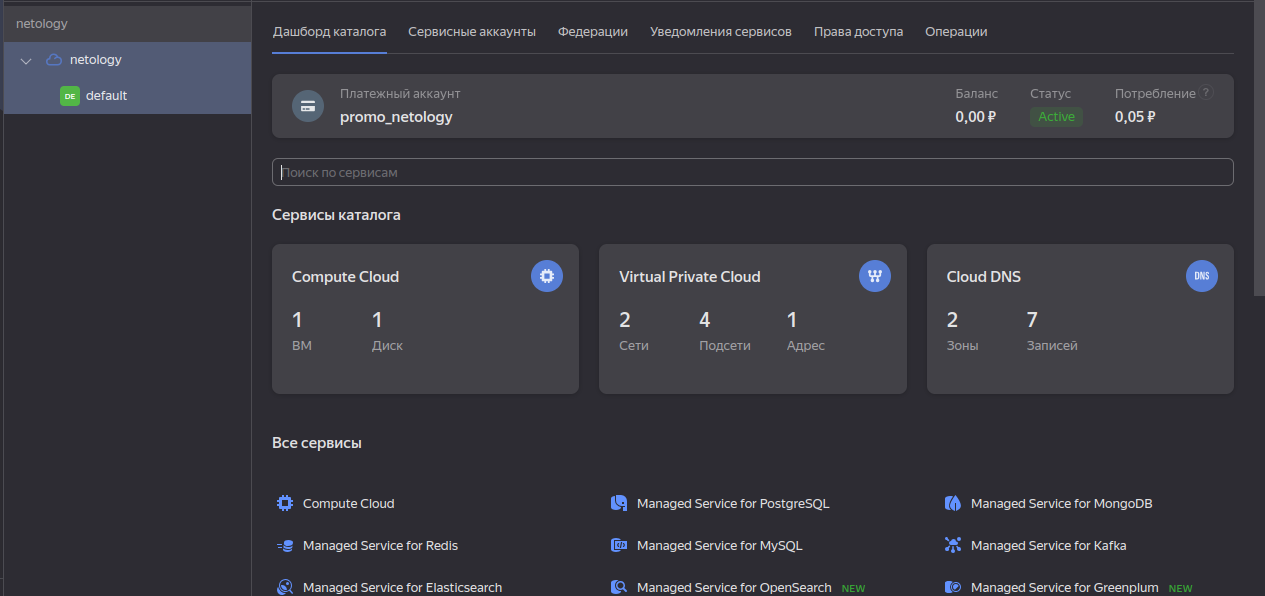 netology
netology
DE default
Дашборд каталога Сервисные аккаунты Федерации Уведомления сервисов Права доступа Операции
Платежный аккаунт
promo_netology
Баланс
0,00 ₽
Статус
Active
Потребление ?
0,05 ₽
Поиск по сервисам
Сервисы каталога
Compute Cloud
1 1
ВМ Диск
Virtual Private Cloud
2 4 1
Сети Подсети Адрес
Cloud DNS DNS
2 7
Зоны Записей
Все сервисы
Compute Cloud Managed Service for PostgreSQL Managed Service for MongoDB
Managed Service for Redis Managed Service for MySQL Managed Service for Kafka
Managed Service for Elasticsearch Managed Service for OpenSearch NEW Managed Service for Greenplum NEW